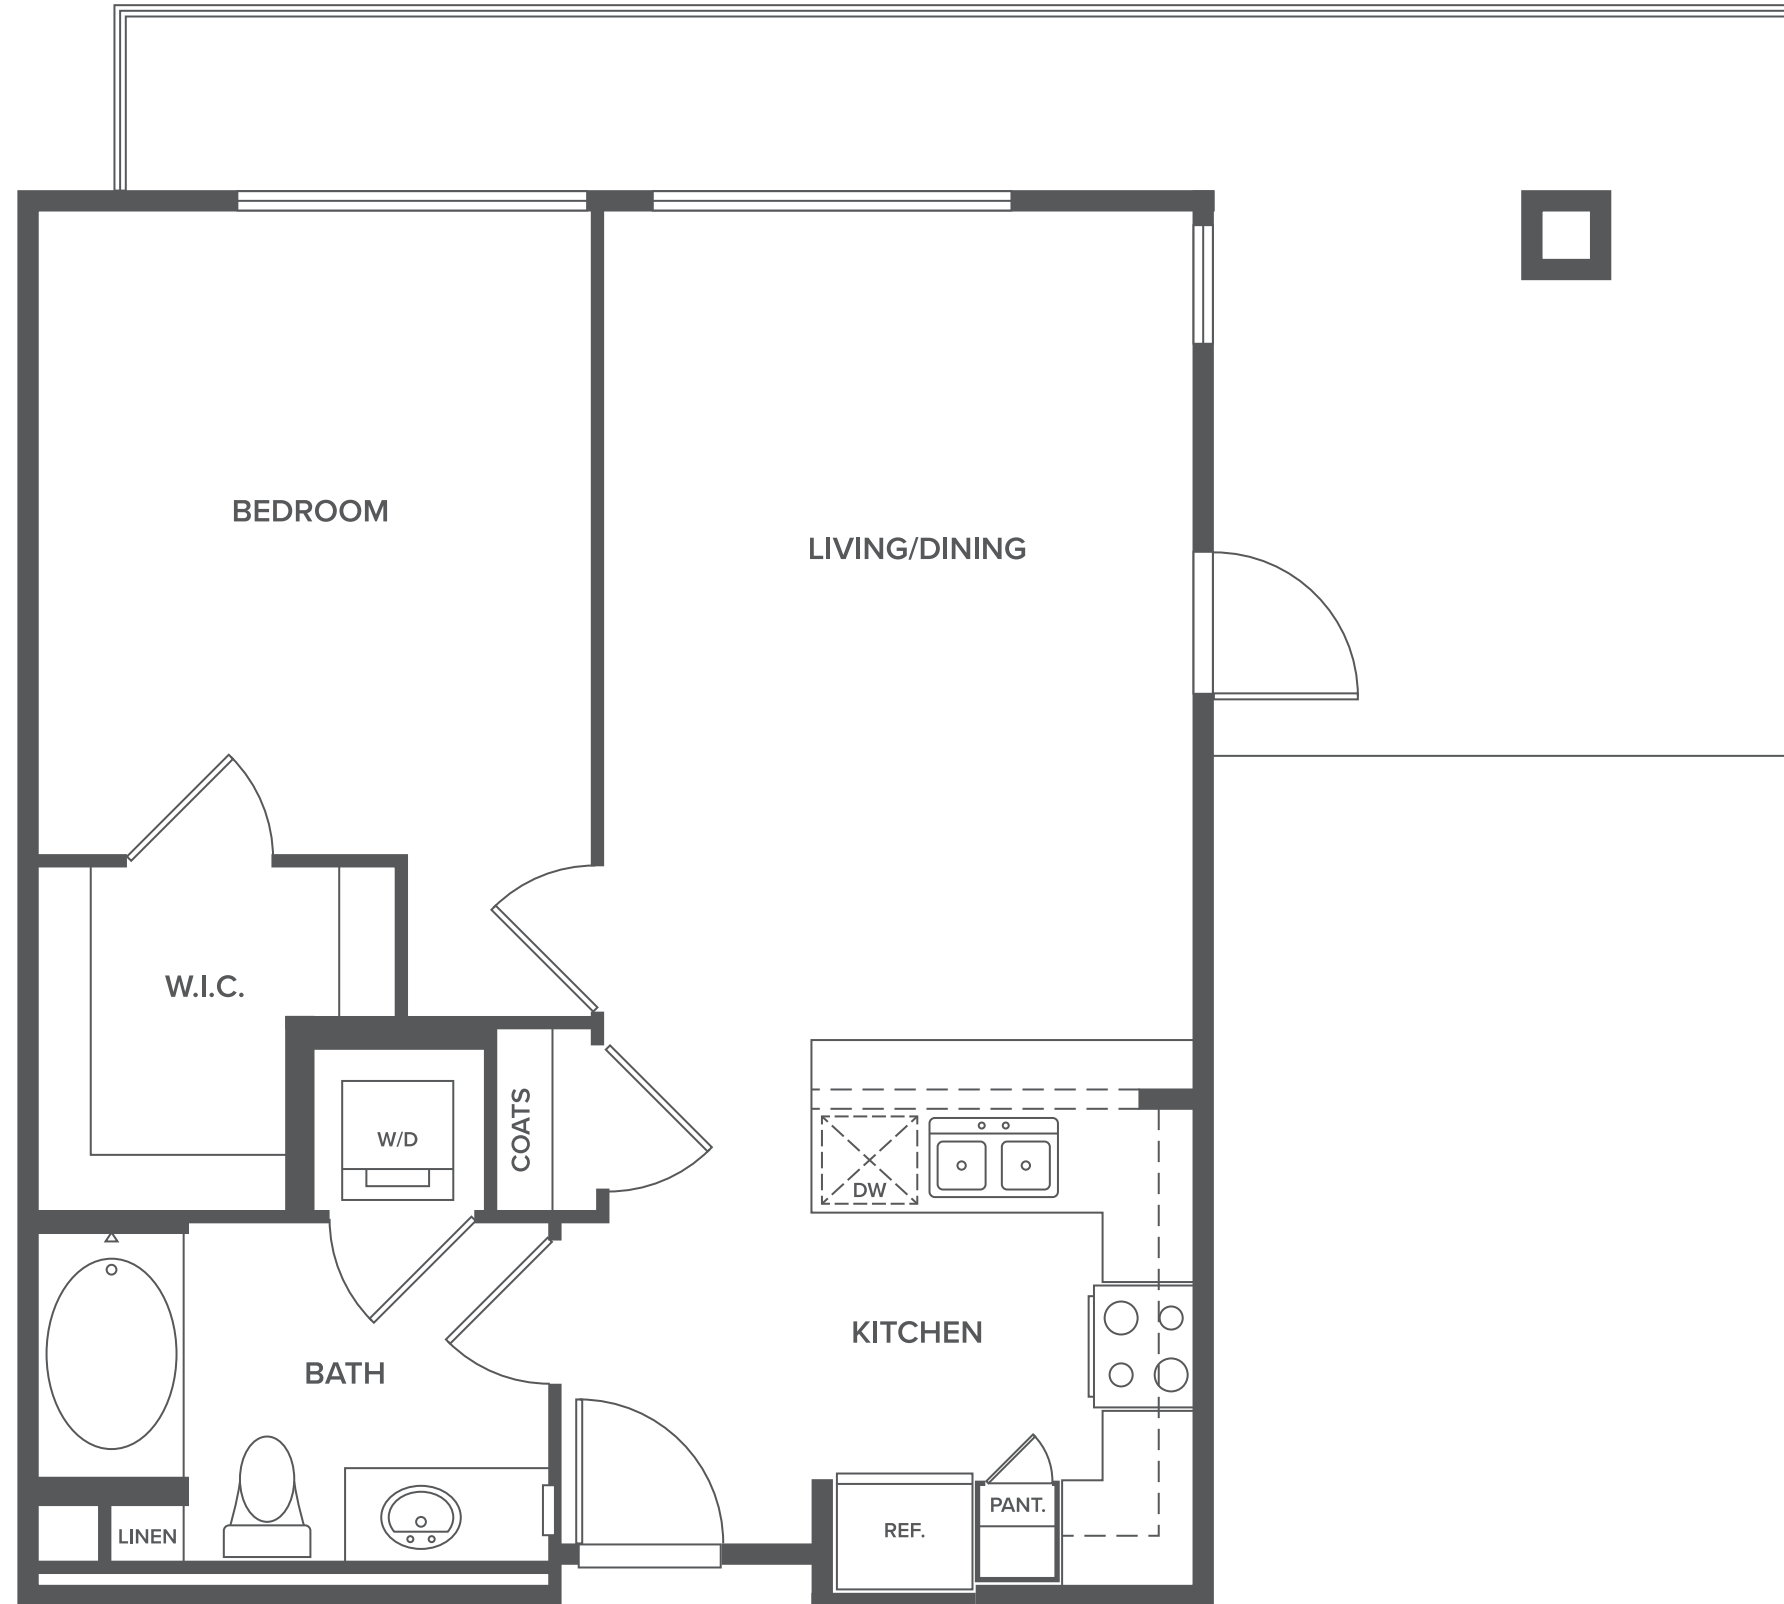 BEDROOM
LIVING/DINING
W.I.C.
COATS
W/D
DW
KITCHEN
BATH
PANT.
REF.
LINEN